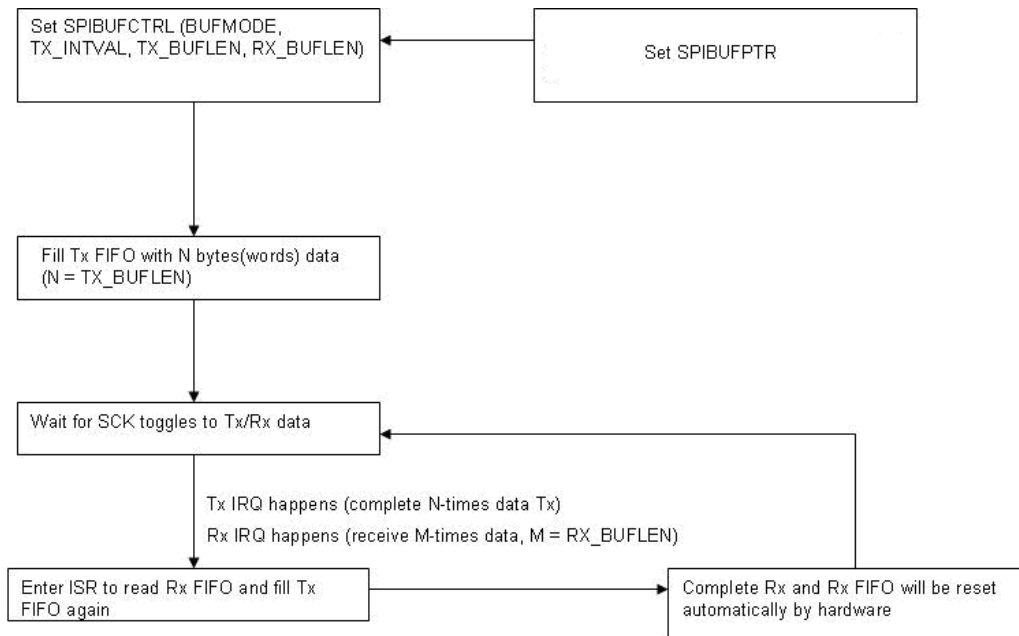 Set SPIBUFCTRL (BUFMODE,
TX_INTVAL, TX_BUFLEN, RX_BUFLEN)
Set SPIBUFPTR
Fill Tx FIFO with N bytes(words) data
(N = TX_BUFLEN)
Wait for SCK toggles to Tx/Rx data
Tx IRQ happens (complete N-times data Tx)
Rx IRQ happens (receive M-times data, M = RX_BUFLEN)
Enter ISR to read Rx FIFO and fill Tx
FIFO again
Complete Rx and Rx FIFO will be reset
automatically by hardware